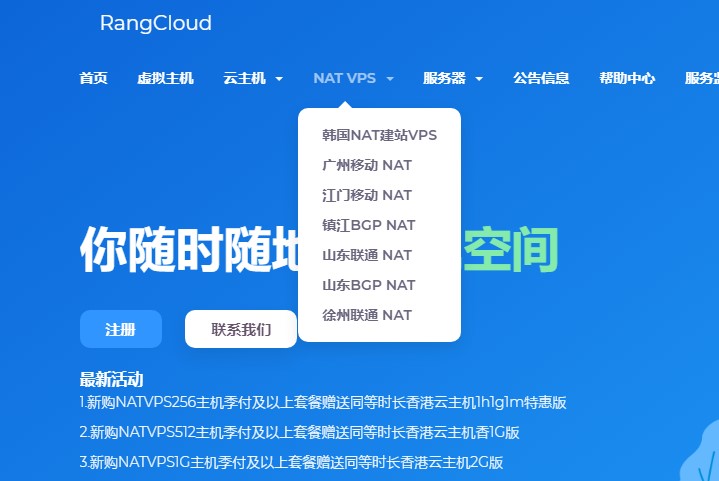 RangCloud
首页 虚拟主机 云主机 NAT VPS 服务器 公告信息 帮助中心 服务
韩国NAT建站VPS
广州移动 NAT
江门移动 NAT
镇江BGP NAT
山东联通 NAT
山东BGP NAT
徐州联通 NAT
你随时随地 空间
注册 联系我们
最新活动
1.新购NATVPS256主机季付及以上套餐赠送同等时长香港云主机1h1g1m特惠版
2.新购NATVPS512主机季付及以上套餐赠送同等时长香港云主机香1G版
3.新购NATVPS1G主机季付及以上套餐赠送同等时长香港云主机2G版